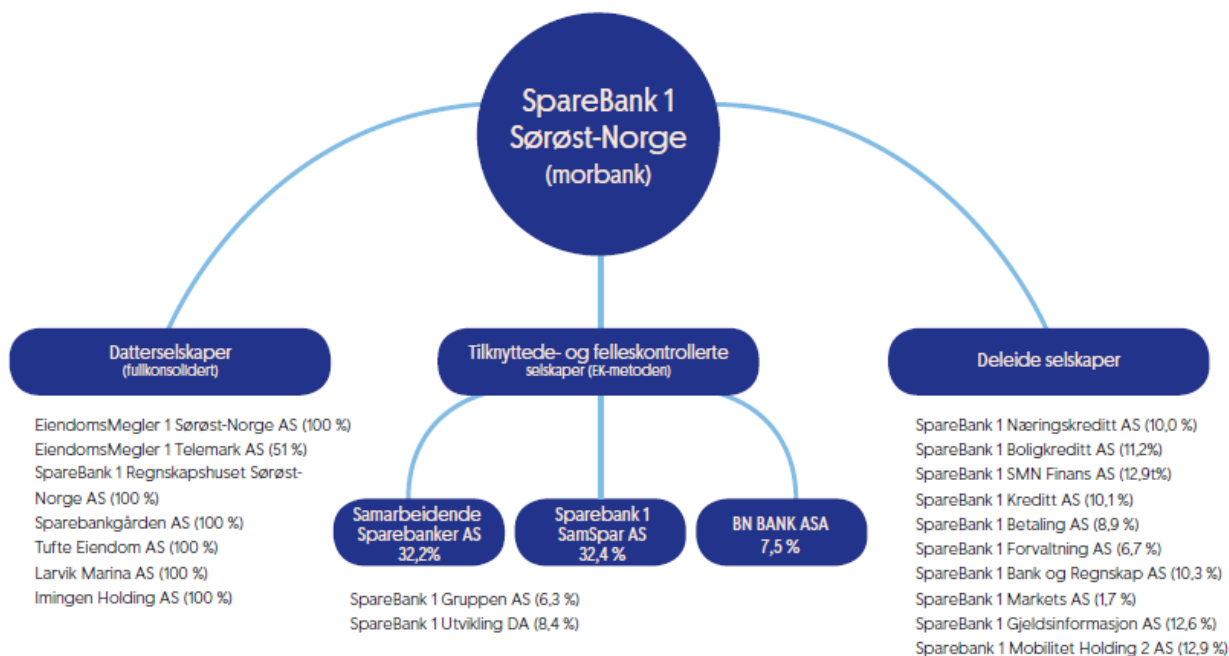 SpareBank 1
Sørøst-Norge
(morbank)
Datterselskaper
(fullkonsolidert)
EiendomsMegler 1 Sørøst-Norge AS (100 %)
EiendomsMegler 1 Telemark AS (51 %)
SpareBank 1 Regnskapshuset Sørøst-
Norge AS (100 %)
Sparebankgården AS (100 %)
Tufte Eiendom AS (100 %)
Larvik Marina AS (100 %)
Imingen Holding AS (100 %)
Tilknyttede- og felleskontrollerte
selskaper (EK-metoden)
Samarbeidende
Sparebanker AS
32,2%
Sparebank 1
SamSpar AS
32,4 %
BN BANK ASA
7,5 %
SpareBank 1 Gruppen AS (6,3 %)
SpareBank 1 Utvikling DA (8,4 %)
Deleide selskaper
SpareBank 1 Næringskreditt AS (10,0 %)
SpareBank 1 Boligkreditt AS (11,2%)
SpareBank 1 SMN Finans AS (12,9t%)
SpareBank 1 Kreditt AS (10,1 %)
SpareBank 1 Betaling AS (8,9 %)
SpareBank 1 Forvaltning AS (6,7 %)
SpareBank 1 Bank og Regnskap AS (10,3 %)
SpareBank 1 Markets AS (1,7 %)
SpareBank 1 Gjeldsinformasjon AS (12,6 %)
Sparebank 1 Mobilitet Holding 2 AS (12,9 %)